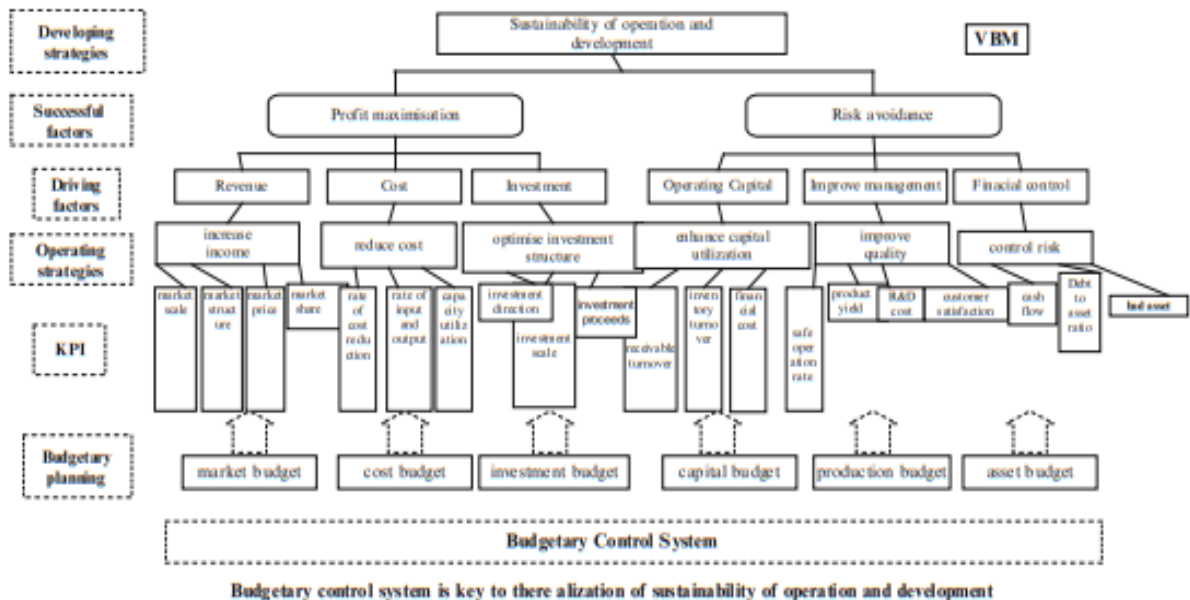 Developing
strategies
Sustainability of operation and
development
VBM
Successful
factors
Profit maximisation
Risk avoidance
Driving
factors
Revenue
Cost
Investment
Operating Capital
Improve management
Finacial control
Operating
strategies
increase
income
reduce cost
optimise investment
structure
enhance capital
utilization
improve
quality
control risk
KPI
market
scale
market
struct
ure
market
price
market
share
rate
of
cost
redu
ction
rate of
input
and
output
capa
city
utiliz
ation
investment
direction
investment
scale
investment
proceeds
receivable
turnover
inven
tory
turno
ver
finan
cial
cost
safe
oper
ation
rate
product
yield
R&D
cost
customer
satisfaction
cash
flow
Debt
to
asset
ratio
bad asset
Budgetary
planning
market budget
cost budget
investment budget
capital budget
production budget
asset budget
Budgetary Control System
Budgetary control system is key to there alization of sustainability of operation and development